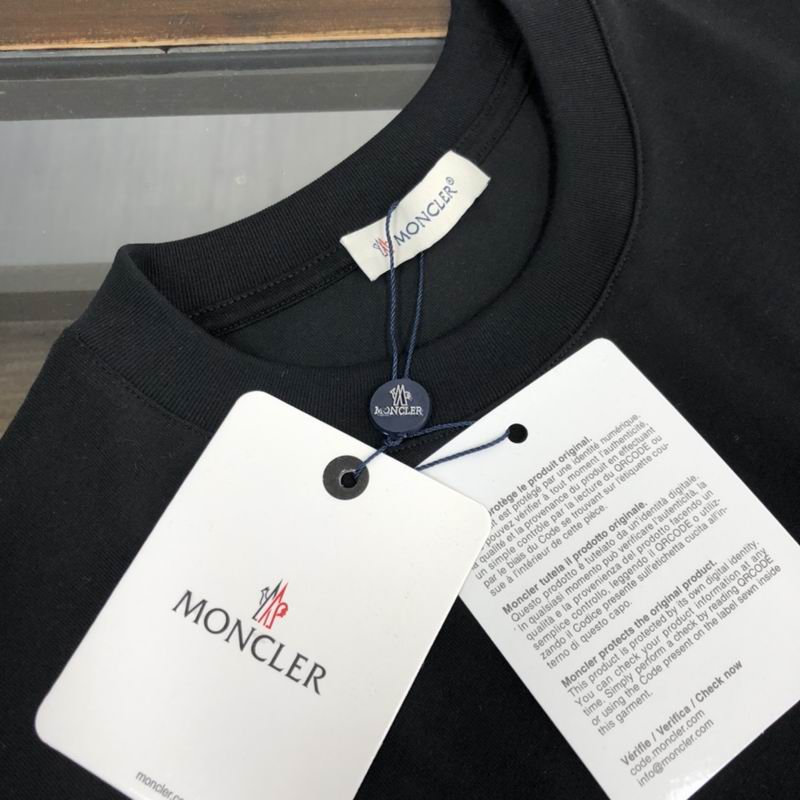 MONCLER®
MONCLER
MONCLER
moncler.co
protège le produit original.
it est protégé par une identité numérique.
pouvez vérifier à tout moment l'authenticité,
qualité et la provenance du produit en effectuant
un simple contrôle par la lecture du QRCODE ou
par le biais du Code se trouvant sur l'étiquette cou-
sue à l'intérieur de cette pièce.
Moncler tutela il prodotto originale.
Questo prodotto è tutelato da un'identità digitale.
In quasiasi momento può verificare l'autenticità, la
qualità e la provenienza del prodotto facendo un
semplice controllo, leggendo il QRCODE o utiliz-
zando il Codice presente sull'etichetta cucita all'in-
terno di questo capo.
Moncler protects the original product.
This product is protected by its own digital identity.
You can check your product information at any
time. Simply perform a check by reading QRCODE
or using the Code present on the label sewn inside
this garment.
Vérifie / Verifica / Check now
code.moncler.com
info@moncler.com